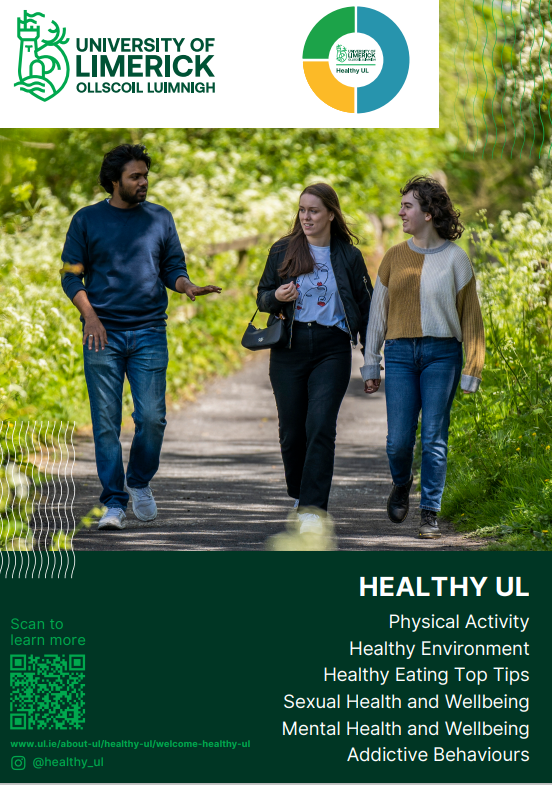 UNIVERSITY OF
LIMERICK
OLLSCOIL LUIMNIGH
UNIVERSITY OF
LIMERICK
OLLSCOIL LUIMNIGH
Healthy UL
HEALTHY UL
Physical Activity
Healthy Environment
Healthy Eating Top Tips
Sexual Health and Wellbeing
Mental Health and Wellbeing
Addictive Behaviours
Scan to
learn more
www.ul.ie/about-ul/healthy-ul/welcome-healthy-ul
@healthy_ul